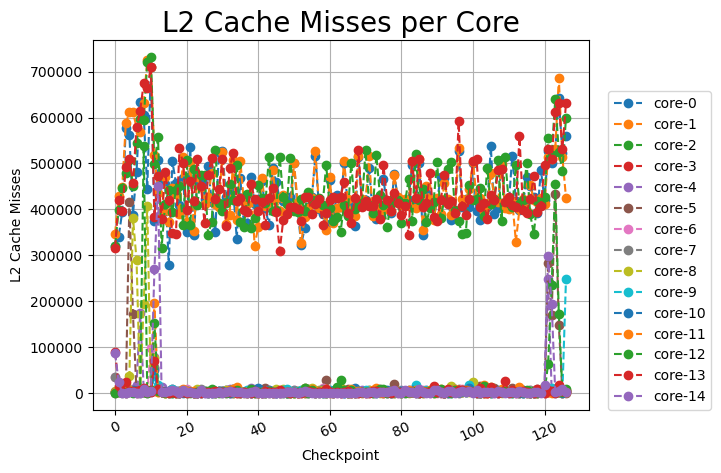 L2 Cache Misses per Core
L2 Cache Misses
700000
600000
500000
400000
300000
200000
100000
0
0
20
40
60
80
100
120
Checkpoint
core-0
core-1
core-2
core-3
core-4
core-5
core-6
core-7
core-8
core-9
core-10
core-11
core-12
core-13
core-14